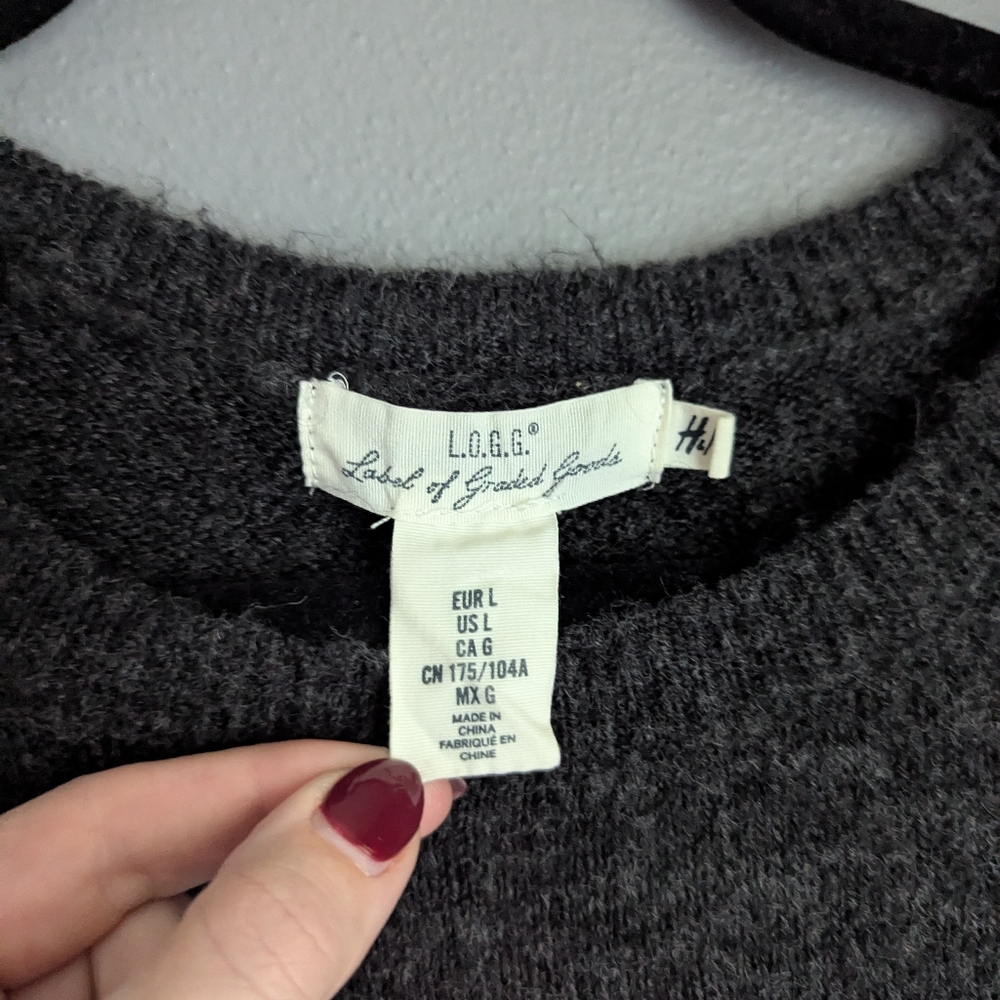 L.O.G.G.®
Label of Graded Goods
EUR L
US L
CA G
CN 175/104A
MX G
MADE IN
CHINA
FABRIQUÉ EN
CHINE